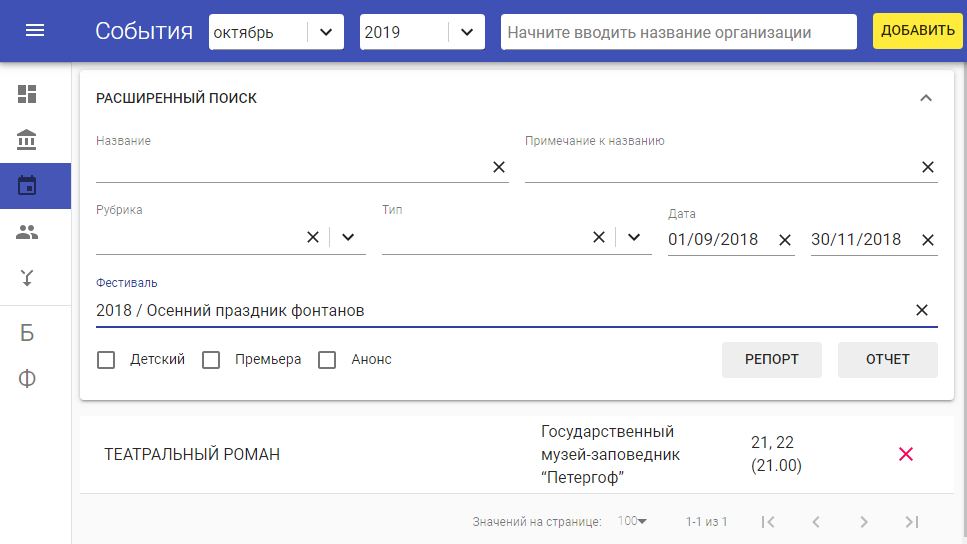 События октябрь 2019 Начните вводить название организации ДОБАВИТЬ
РАСШИРЕННЫЙ ПОИСК
Название Примечание к названию
Рубрика Тип Дата
01/09/2018 30/11/2018
Фестиваль
2018 / Осенний праздник фонтанов
Детский Премьера Анонс РЕПОРТ ОТЧЕТ
Б
Ф
ТЕАТРАЛЬНЫЙ РОМАН
Государственный
музей-заповедник
“Петергоф”
21, 22
(21.00)
Значений на странице: 100 1-1 из 1